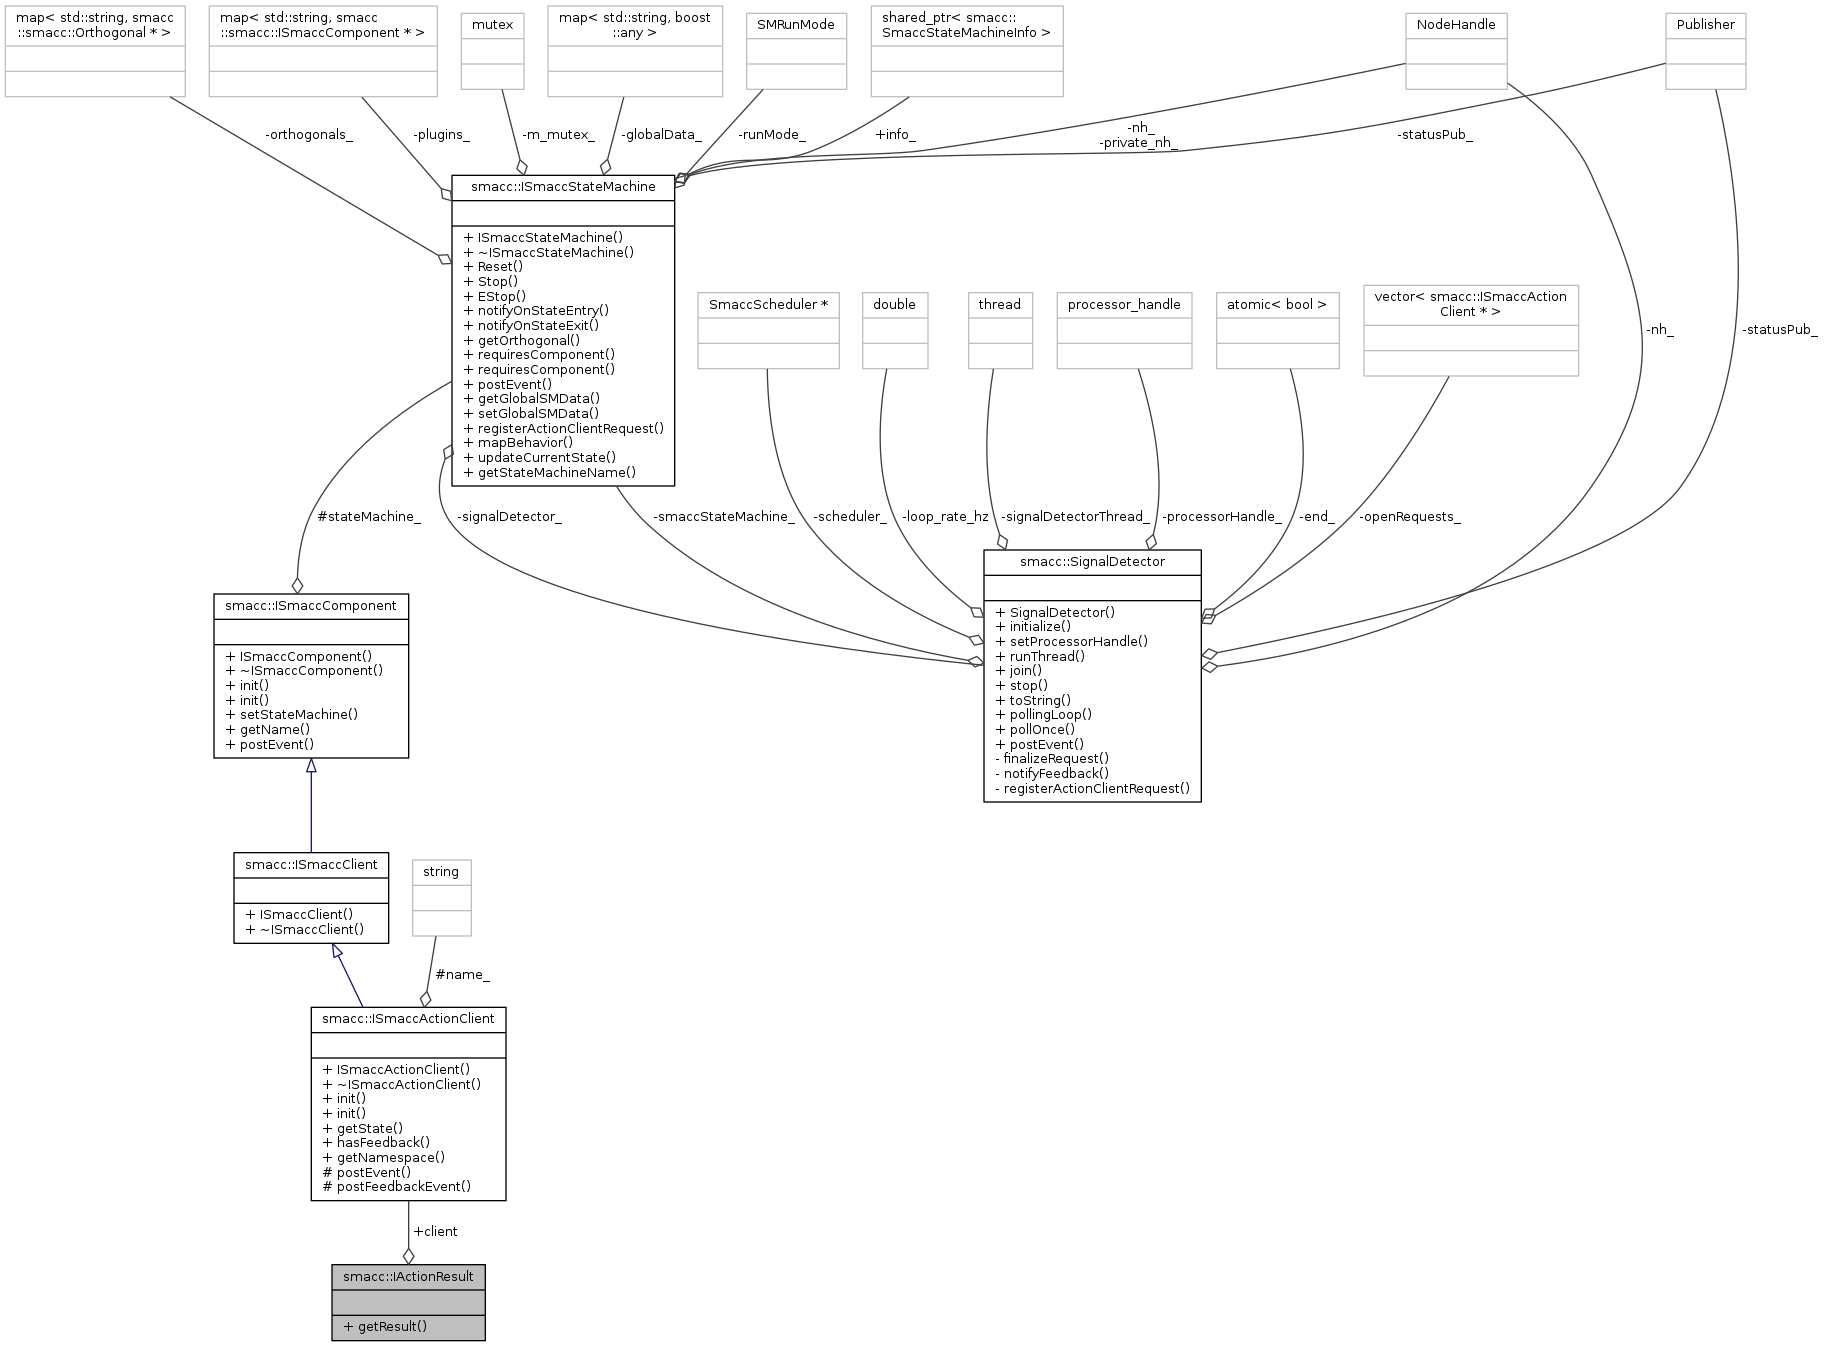 map< std::string, smacc
::smacc::Orthogonal * >
map< std::string, smacc
::smacc::ISmaccComponent * >
mutex
map< std::string, boost
::any >
SMRunMode
shared_ptr< smacc::
SmaccStateMachineInfo >
NodeHandle
Publisher
-orthogonals_
-plugins_
-m_mutex_
-globalData_
-runMode_
+info_
-nh_
-private_nh_
-statusPub_
smacc::ISmaccStateMachine
+ ISmaccStateMachine()
+ ~ISmaccStateMachine()
+ Reset()
+ Stop()
+ EStop()
+ notifyOnStateEntry()
+ notifyOnStateExit()
+ getOrthogonal()
+ requiresComponent()
+ requiresComponent()
+ postEvent()
+ getGlobalSMData()
+ setGlobalSMData()
+ registerActionClientRequest()
+ mapBehavior()
+ updateCurrentState()
+ getStateMachineName()
SmaccScheduler *
double
thread
processor_handle
atomic< bool >
vector< smacc::ISmaccAction
Client * >
-nh_
-statusPub_
#stateMachine_
-signalDetector_
-smaccStateMachine_
-scheduler_
-loop_rate_hz
-signalDetectorThread_
-processorHandle_
-end_
-openRequests_
smacc::SignalDetector
+ SignalDetector()
+ initialize()
+ setProcessorHandle()
+ runThread()
+ join()
+ stop()
+ toString()
+ pollingLoop()
+ pollOnce()
+ postEvent()
- finalizeRequest()
- notifyFeedback()
- registerActionClientRequest()
smacc::ISmaccComponent
+ ISmaccComponent()
+ ~ISmaccComponent()
+ init()
+ init()
+ setStateMachine()
+ getName()
+ postEvent()
smacc::ISmaccClient
+ ISmaccClient()
+ ~ISmaccClient()
string
#name_
smacc::ISmaccActionClient
+ ISmaccActionClient()
+ ~ISmaccActionClient()
+ init()
+ init()
+ getState()
+ hasFeedback()
+ getNamespace()
# postEvent()
# postFeedbackEvent()
+client
smacc::IActionResult
+ getResult()